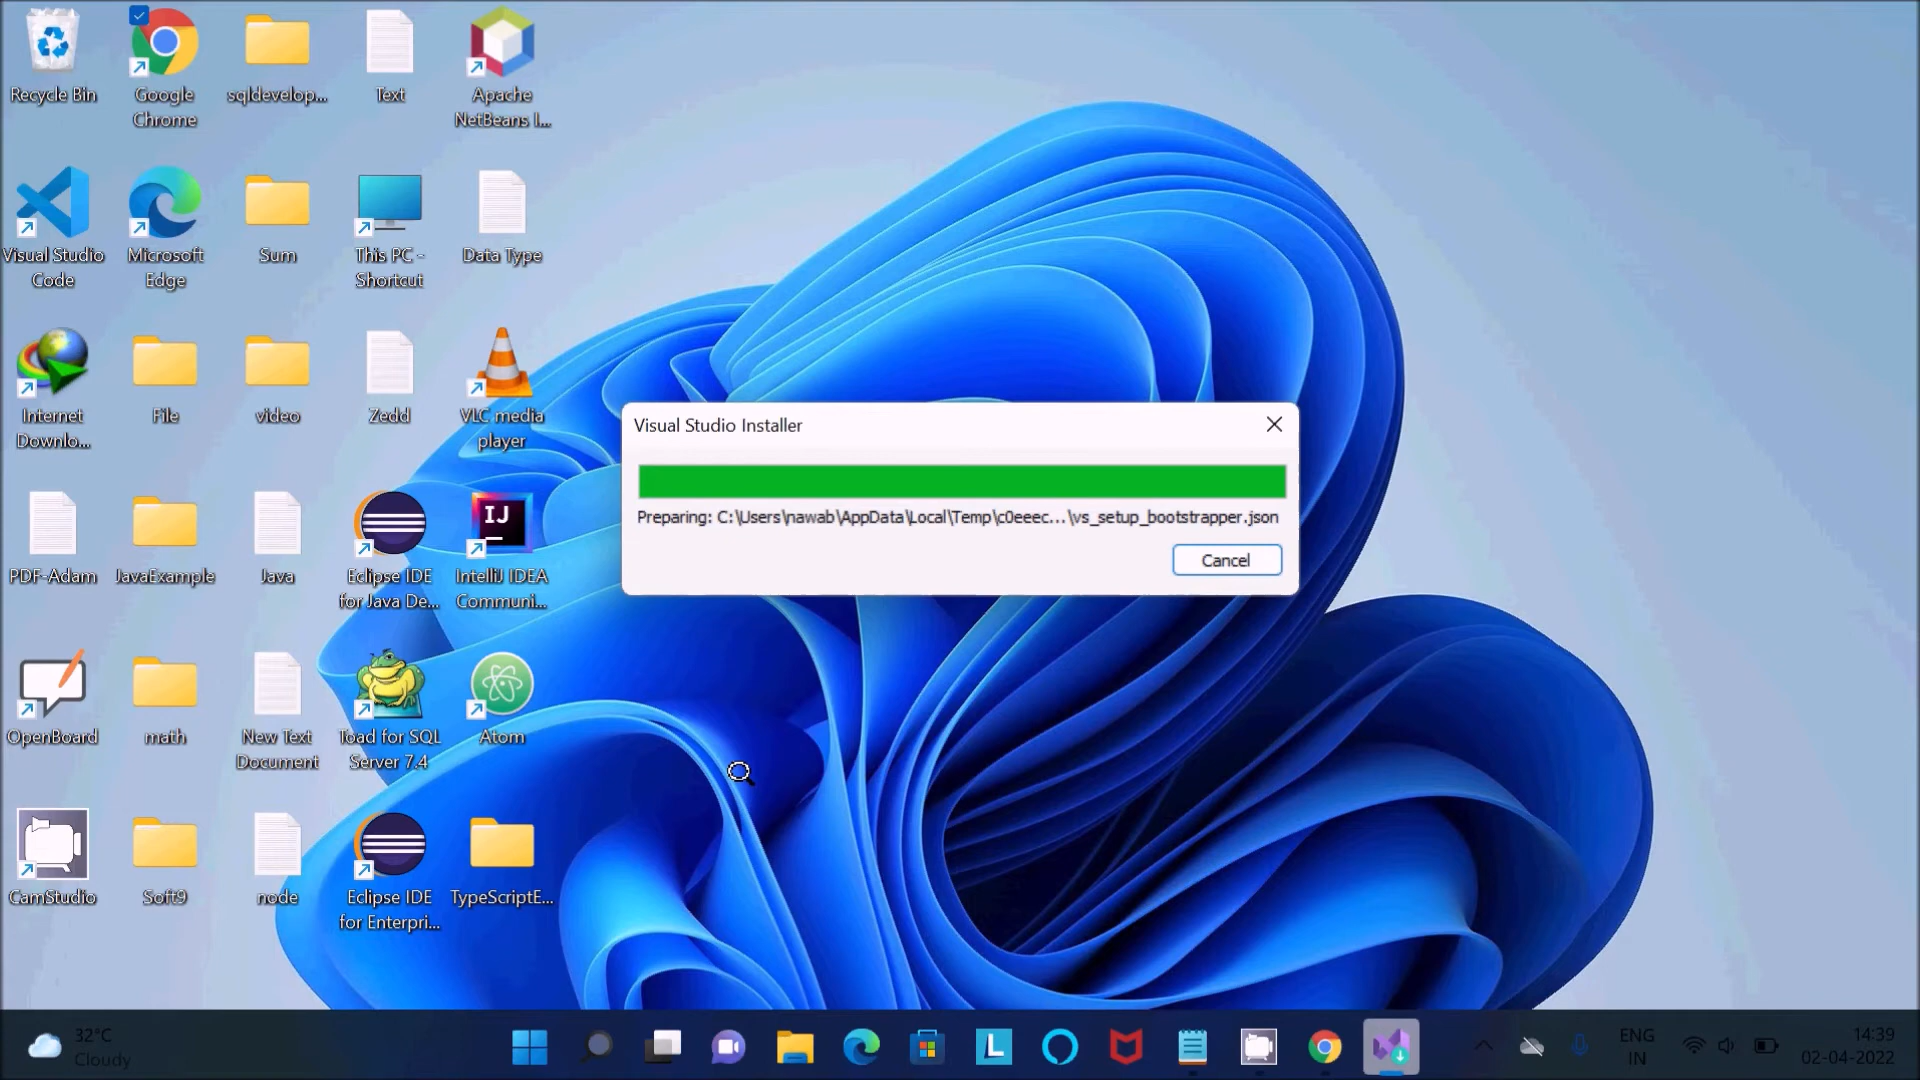 Recycle Bin
Google
Chrome
sqldevelop...
Text
Apache
NetBeans I...
Visual Studio
Code
Microsoft
Edge
Sum
This PC -
Shortcut
Data Type
Internet
Downlo...
File
video
Zedd
VLC media
player
Visual Studio Installer
Preparing: C:\Users\nawab\AppData\Local\Temp\c0eeec...\vs_setup_bootstrapper.json
Cancel
PDF-Adam
JavaExample
Java
Eclipse IDE
for Java De...
IJ
IntelliJ IDEA
Communi...
OpenBoard
math
New Text
Document
Toad for SQL
Server 7.4
Atom
CamStudio
Soft9
node
Eclipse IDE
for Enterpri...
TypeScriptE...
32°C
Cloudy
L
ENG
IN
14:39
02-04-2022